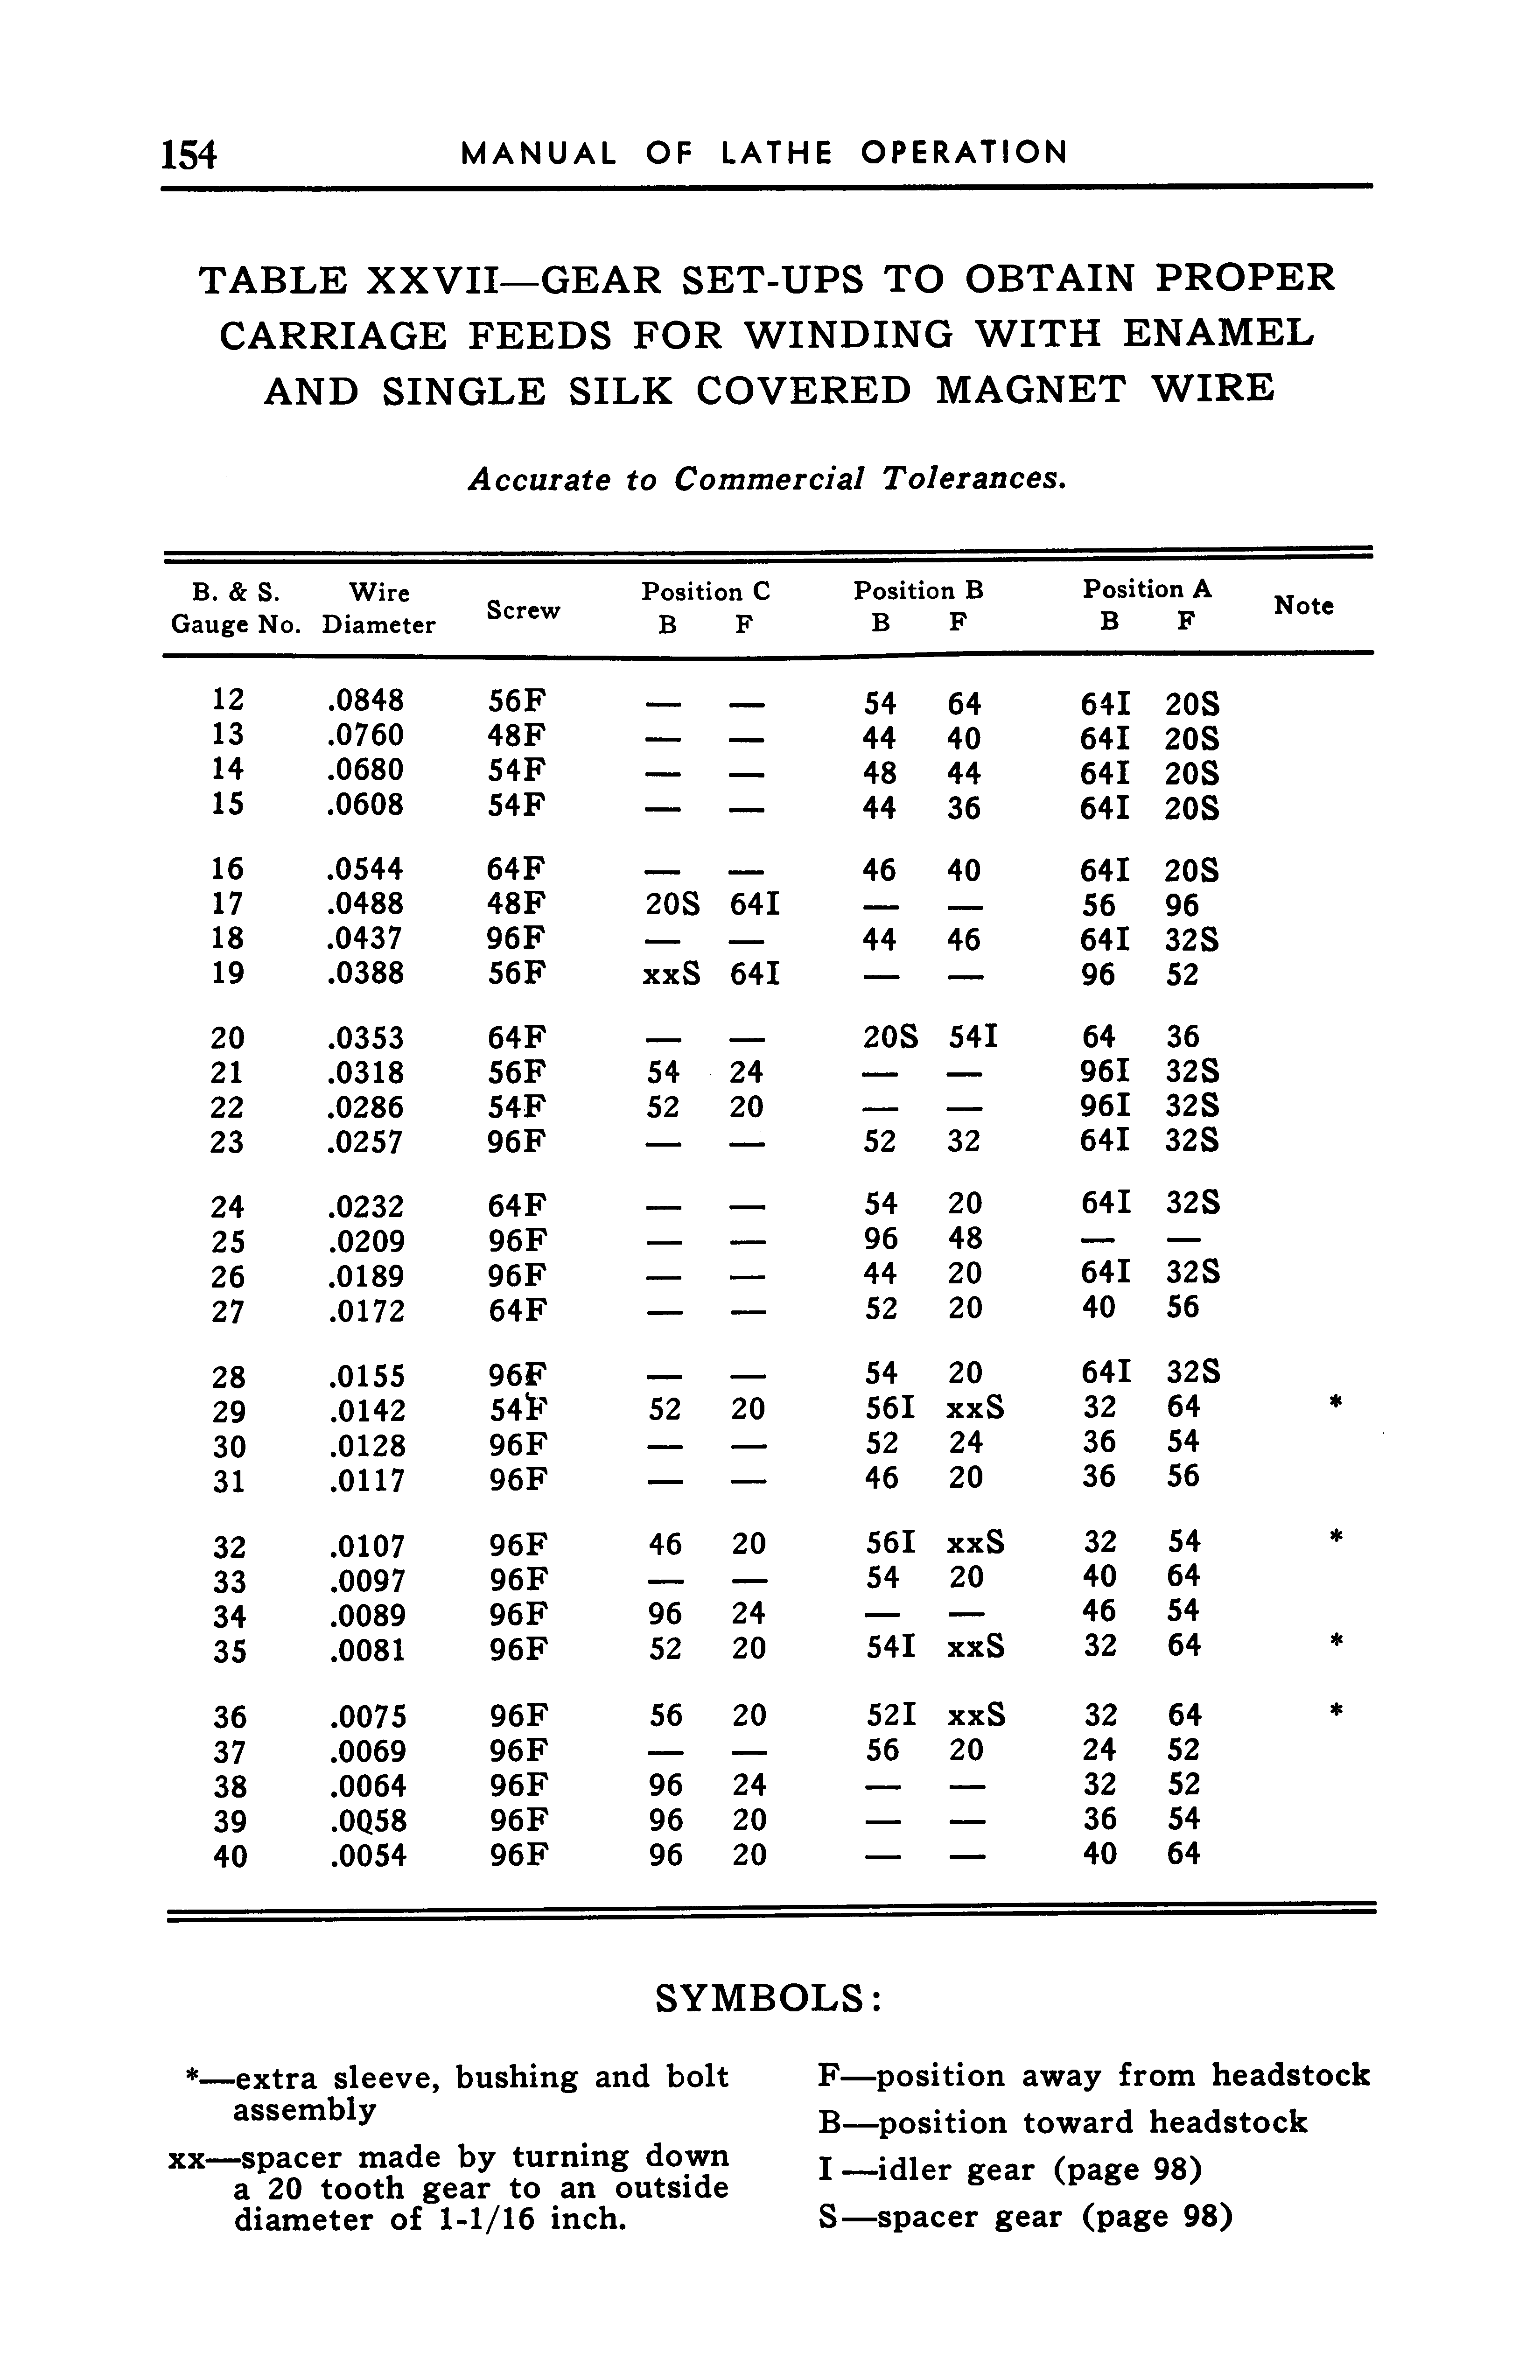 154 MANUAL OF LATHE OPERATION
TABLE XXVII—GEAR SET-UPS TO OBTAIN PROPER
CARRIAGE FEEDS FOR WINDING WITH ENAMEL
AND SINGLE SILK COVERED MAGNET WIRE
Accurate to Commercial Tolerances.
B. & S. Wire Screw Position C Position B Position A Note
Gauge No. Diameter B F B F B F
12 .0848 56F — — 54 64 64I 20S
13 .0760 48F — — 44 40 64I 20S
14 .0680 54F — — 48 44 64I 20S
15 .0608 54F — — 44 36 64I 20S
16 .0544 64F — — 46 40 64I 20S
17 .0488 48F 20S 64I — — 56 96
18 .0437 96F — — 44 46 64I 32S
19 .0388 56F xxS 64I — — 96 52
20 .0353 64F — — 20S 54I 64 36
21 .0318 56F 54 24 — — 96I 32S
22 .0286 54F 52 20 — — 96I 32S
23 .0257 96F — — 52 32 64I 32S
24 .0232 64F — — 54 20 64I 32S
25 .0209 96F — — 96 48 — —
26 .0189 96F — — 44 20 64I 32S
27 .0172 64F — — 52 20 40 56
28 .0155 96F — — 54 20 64I 32S
29 .0142 54F 52 20 56I xxS 32 64 *
30 .0128 96F — — 52 24 36 54
31 .0117 96F — — 46 20 36 56
32 .0107 96F 46 20 56I xxS 32 54 *
33 .0097 96F — — 54 20 40 64
34 .0089 96F 96 24 — — 46 54
35 .0081 96F 52 20 54I xxS 32 64 *
36 .0075 96F 56 20 52I xxS 32 64 *
37 .0069 96F — — 56 20 24 52
38 .0064 96F 96 24 — — 32 52
39 .0058 96F 96 20 — — 36 54
40 .0054 96F 96 20 — — 40 64
SYMBOLS:
*—extra sleeve, bushing and bolt
assembly
xx—spacer made by turning down
a 20 tooth gear to an outside
diameter of 1-1/16 inch.
F—position away from headstock
B—position toward headstock
I—idler gear (page 98)
S—spacer gear (page 98)